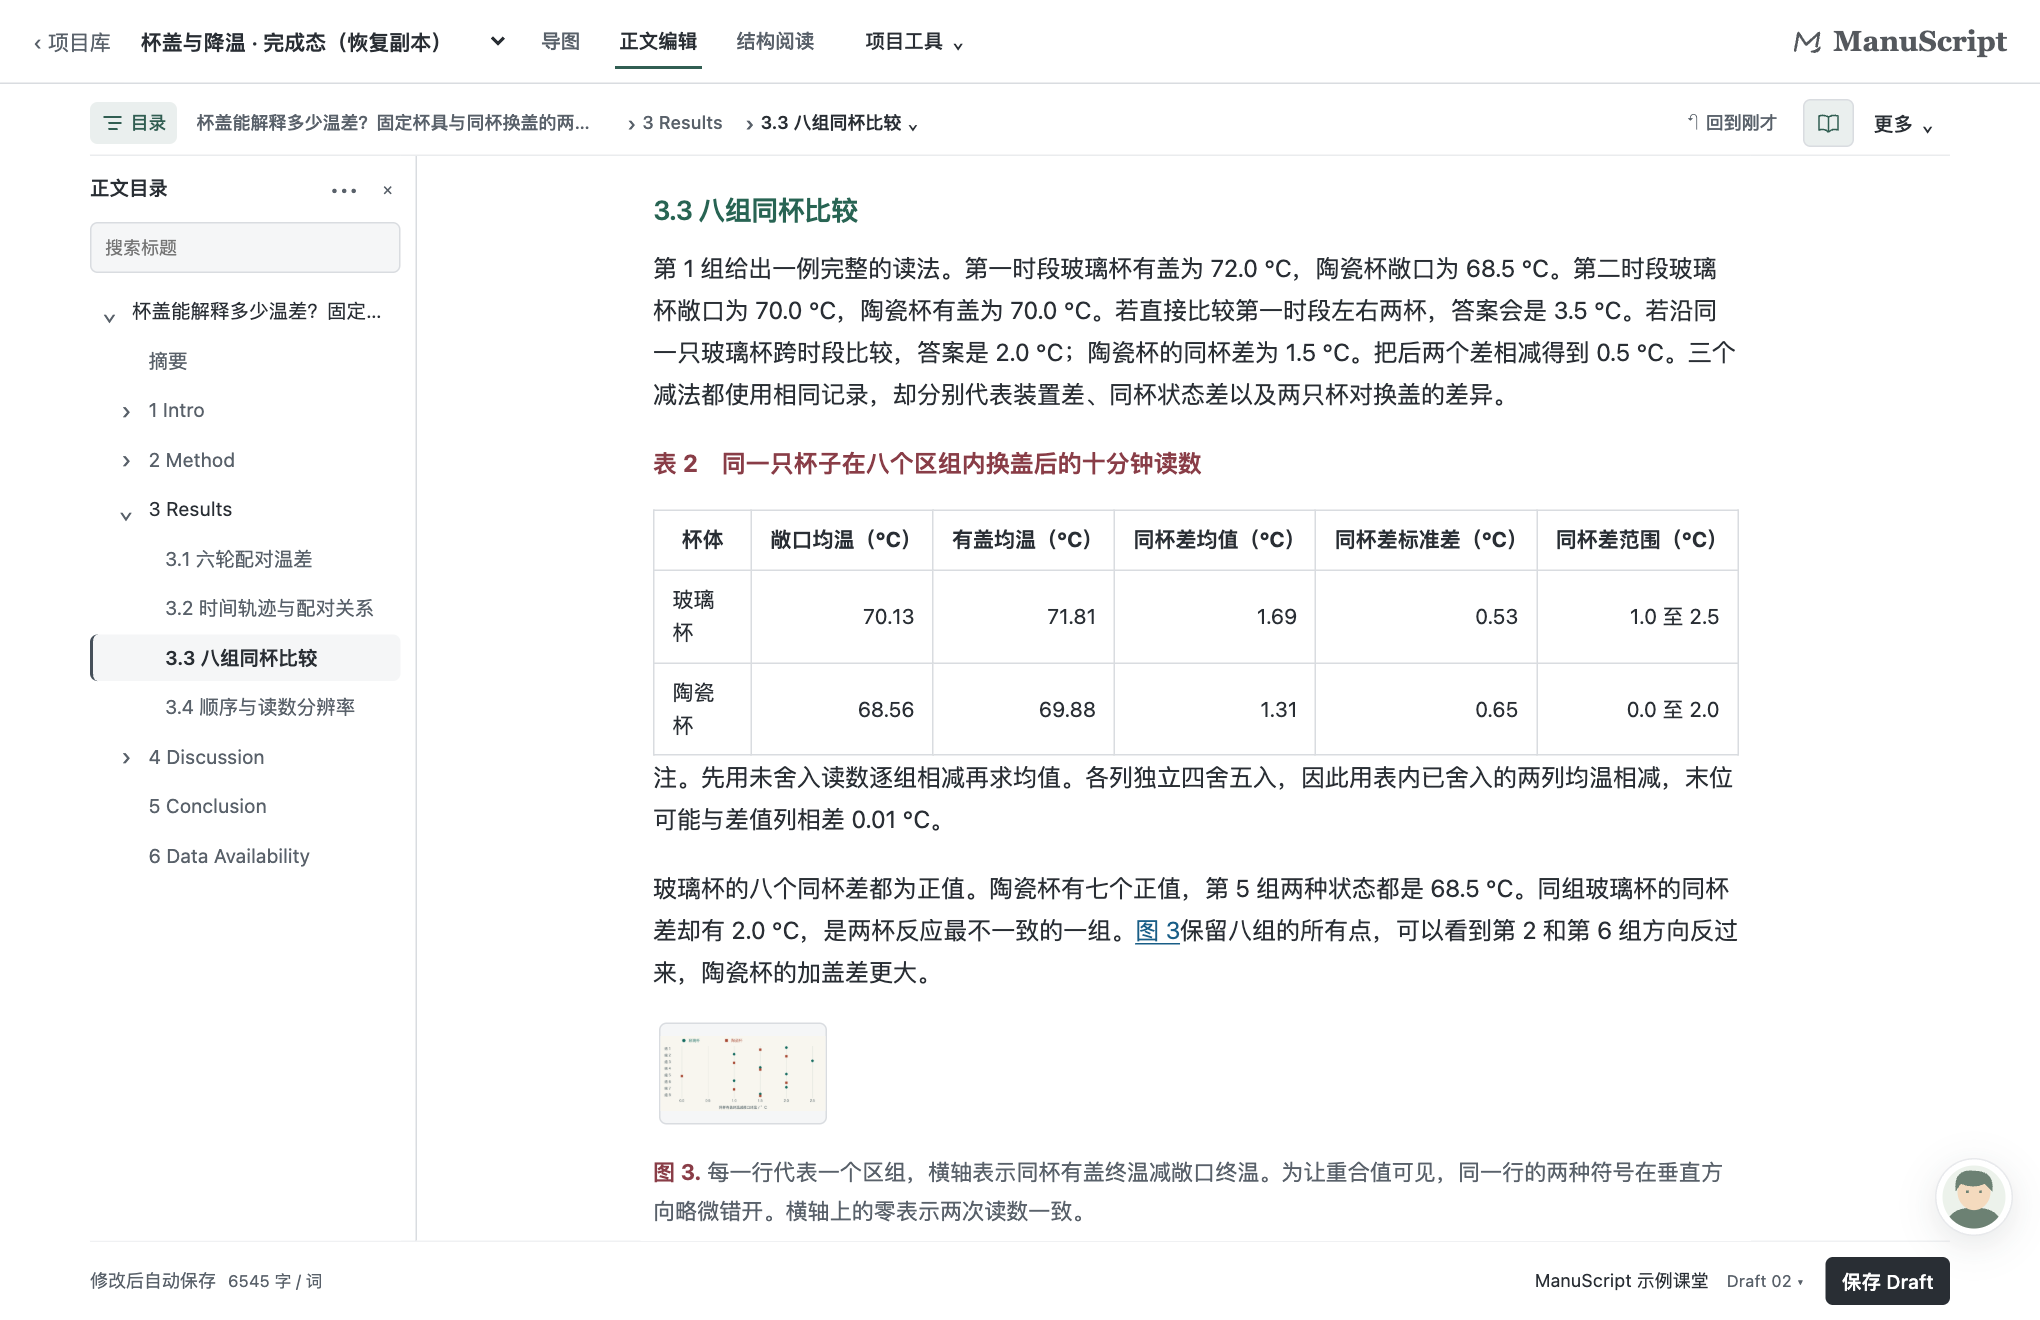 ‹ 项目库
杯盖与降温 · 完成态（恢复副本）
导图
正文编辑
结构阅读
项目工具
ManuScript
目录
杯盖能解释多少温差？固定杯具与同杯换盖的两...
› 3 Results
› 3.3 八组同杯比较
回到刚才
更多
正文目录
搜索标题
杯盖能解释多少温差？固定...
摘要
1 Intro
2 Method
3 Results
3.1 六轮配对温差
3.2 时间轨迹与配对关系
3.3 八组同杯比较
3.4 顺序与读数分辨率
4 Discussion
5 Conclusion
6 Data Availability
3.3 八组同杯比较
第 1 组给出一例完整的读法。第一时段玻璃杯有盖为 72.0 °C，陶瓷杯敞口为 68.5 °C。第二时段玻璃
杯敞口为 70.0 °C，陶瓷杯有盖为 70.0 °C。若直接比较第一时段左右两杯，答案会是 3.5 °C。若沿同
一只玻璃杯跨时段比较，答案是 2.0 °C；陶瓷杯的同杯差为 1.5 °C。把后两个差相减得到 0.5 °C。三个
减法都使用相同记录，却分别代表装置差、同杯状态差以及两只杯对换盖的差异。
表 2 同一只杯子在八个区组内换盖后的十分钟读数
杯体 敞口均温（°C） 有盖均温（°C） 同杯差均值（°C） 同杯差标准差（°C） 同杯差范围（°C）
玻璃
杯 70.13 71.81 1.69 0.53 1.0 至 2.5
陶瓷
杯 68.56 69.88 1.31 0.65 0.0 至 2.0
注。先用未舍入读数逐组相减再求均值。各列独立四舍五入，因此用表内已舍入的两列均温相减，末位
可能与差值列相差 0.01 °C。
玻璃杯的八个同杯差都为正值。陶瓷杯有七个正值，第 5 组两种状态都是 68.5 °C。同组玻璃杯的同杯
差却有 2.0 °C，是两杯反应最不一致的一组。图 3保留八组的所有点，可以看到第 2 和第 6 组方向反过
来，陶瓷杯的加盖差更大。
图 3. 每一行代表一个区组，横轴表示同杯有盖终温减敞口终温。为让重合值可见，同一行的两种符号在垂直方
向略微错开。横轴上的零表示两次读数一致。
修改后自动保存 6545 字 / 词
ManuScript 示例课堂
Draft 02
保存 Draft